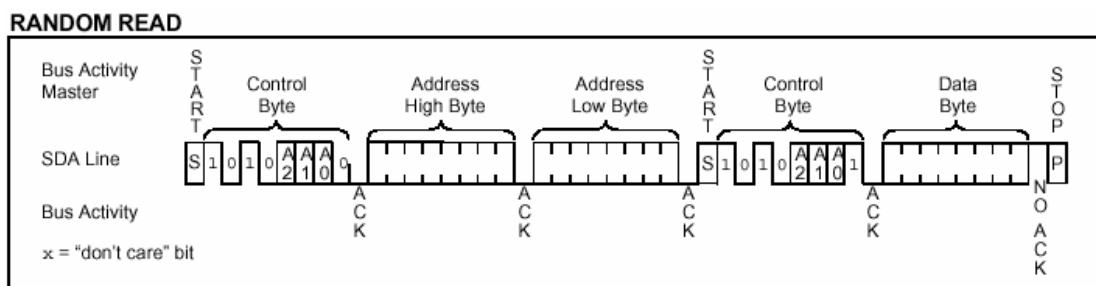 RANDOM READ
Bus Activity
Master
START
Control
Byte
Address
High Byte
Address
Low Byte
START
Control
Byte
Data
Byte
STOP
SDA Line
S 1 0 1 0 A2 A1 A0 0
S 1 0 1 0 A2 A1 A0 1
P
Bus Activity
ACK
ACK
ACK
ACK
NO ACK
x = "don't care" bit